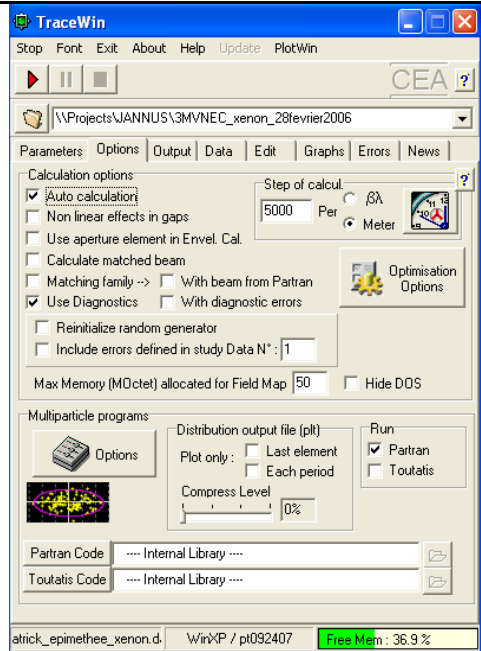 TraceWin
Stop Font Exit About Help Update PlotWin
CEA ?
\\Projects\JANNUS\3MVNEC_xenon_28fevrier2006
Parameters Options Output Data Edit Graphs Errors News
Calculation options
?
Auto calculation
Non linear effects in gaps
Use aperture element in Envel. Cal.
Calculate matched beam
Matching family --> With beam from Partran
Use Diagnostics With diagnostic errors
Step of calcul.
5000 Per βλ
Meter
Optimisation
Options
Reinitialize random generator
Include errors defined in study Data N° : 1
Max Memory (MOctet) allocated for Field Map 50 Hide DOS
Multiparticle programs
Options
Distribution output file (plt)
Plot only : Last element
Each period
Compress Level
0%
Run
Partran
Toutatis
Partran Code ---- Internal Library ----
Toutatis Code ---- Internal Library ----
atrick_epimethee_xenon.d WinXP / pt092407 Free Mem : 36.9 %